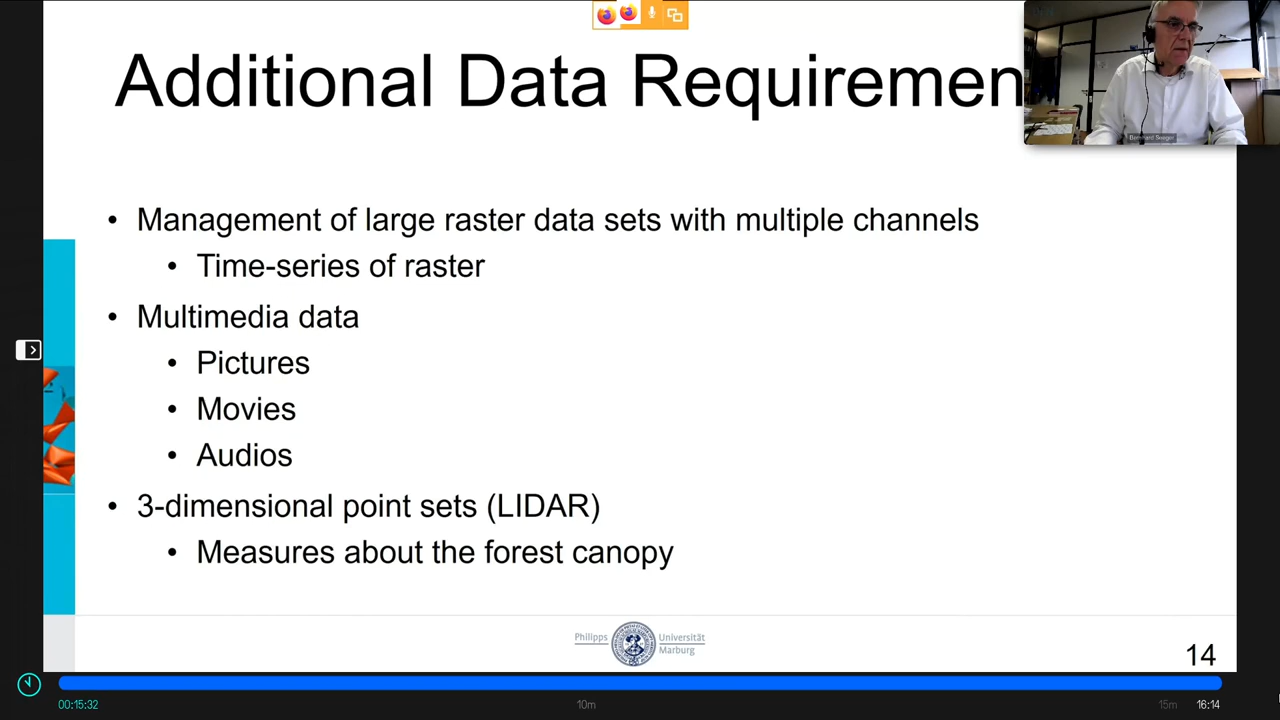 Additional Data Requiremen
Bernhard Seeger
• Management of large raster data sets with multiple channels
• Time-series of raster
• Multimedia data
• Pictures
• Movies
• Audios
• 3-dimensional point sets (LIDAR)
• Measures about the forest canopy
Philipps Universität
Marburg
14
00:15:32 10m 15m 16:14